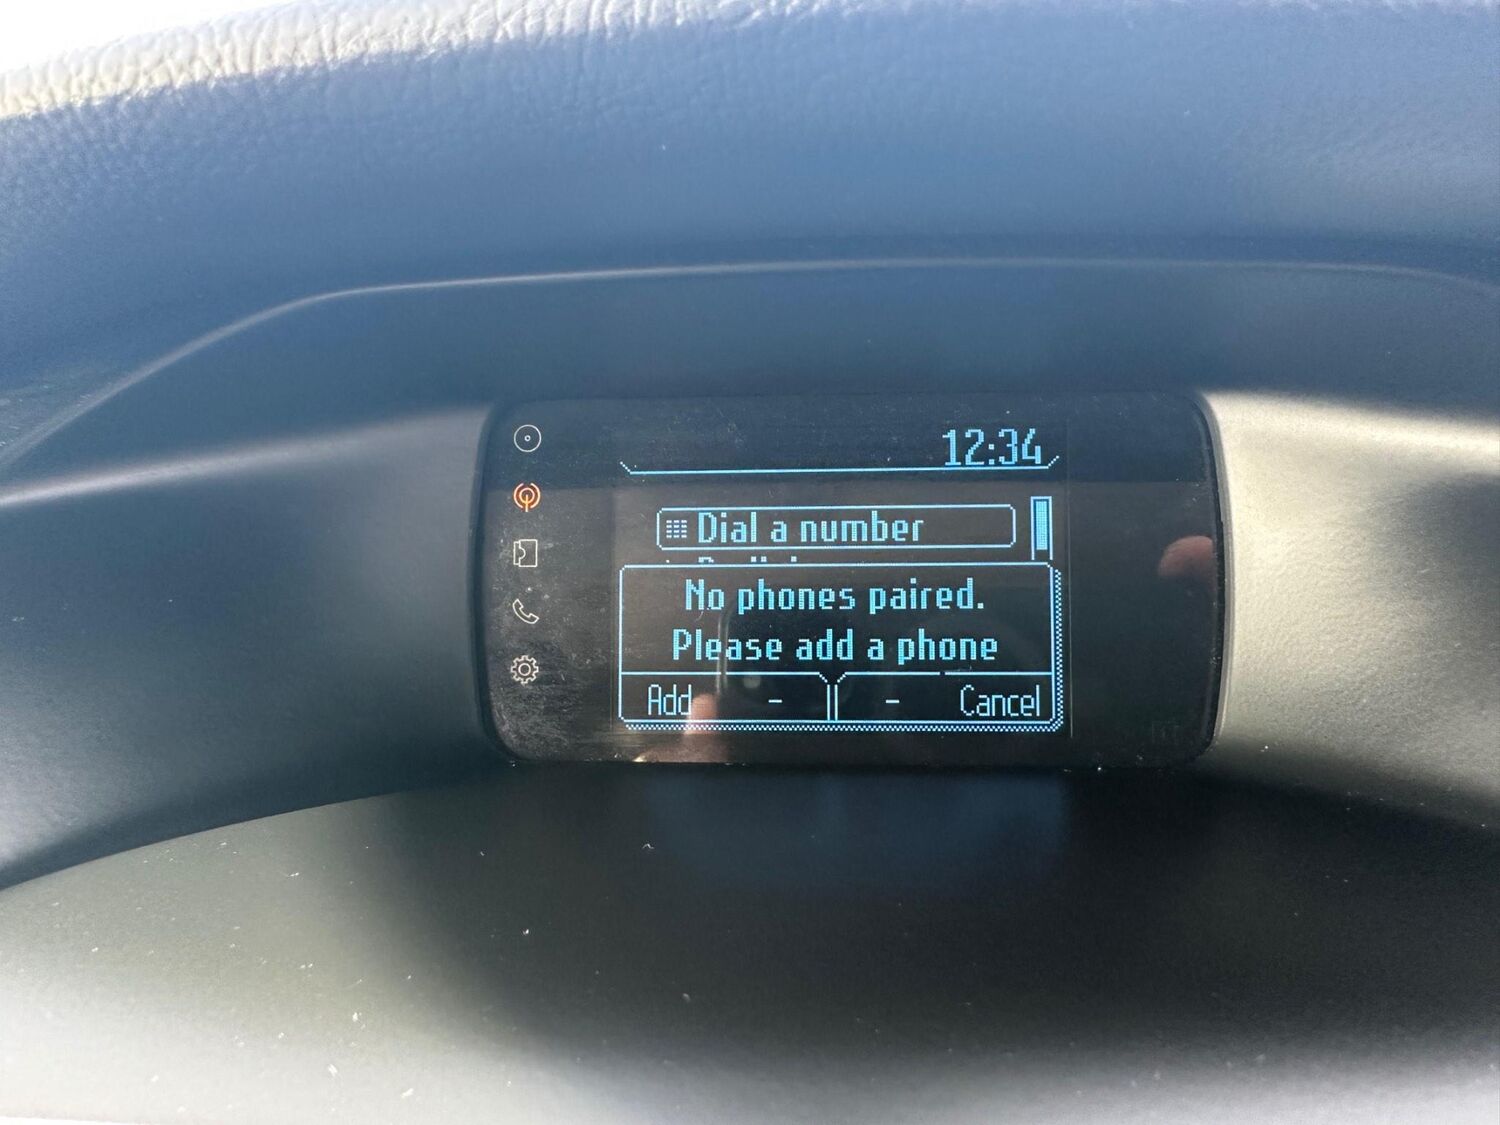 12:34
Dial a number
No phones paired.
Please add a phone
Add - - Cancel